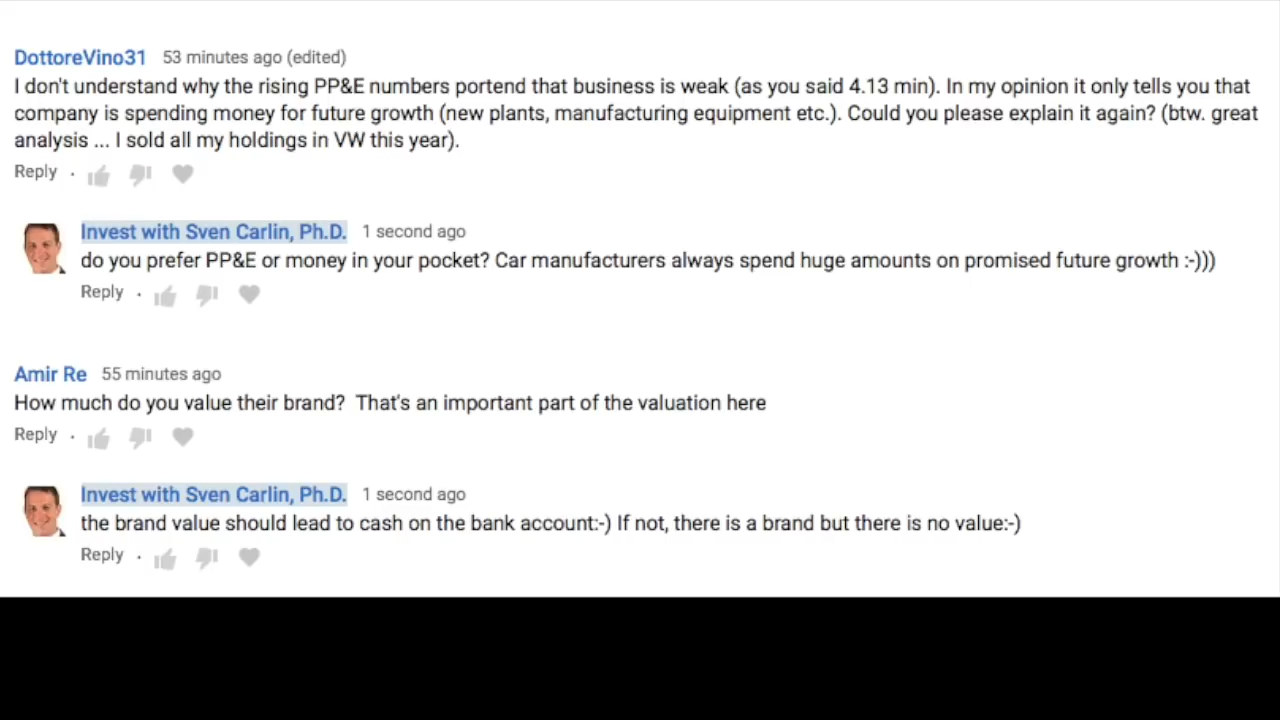 DottoreVino31 53 minutes ago (edited)
I don't understand why the rising PP&E numbers portend that business is weak (as you said 4.13 min). In my opinion it only tells you that
company is spending money for future growth (new plants, manufacturing equipment etc.). Could you please explain it again? (btw. great
analysis ... I sold all my holdings in VW this year).
Reply ·
Invest with Sven Carlin, Ph.D. 1 second ago
do you prefer PP&E or money in your pocket? Car manufacturers always spend huge amounts on promised future growth :-)))
Reply ·
Amir Re 55 minutes ago
How much do you value their brand?  That's an important part of the valuation here
Reply ·
Invest with Sven Carlin, Ph.D. 1 second ago
the brand value should lead to cash on the bank account:-) If not, there is a brand but there is no value:-)
Reply ·